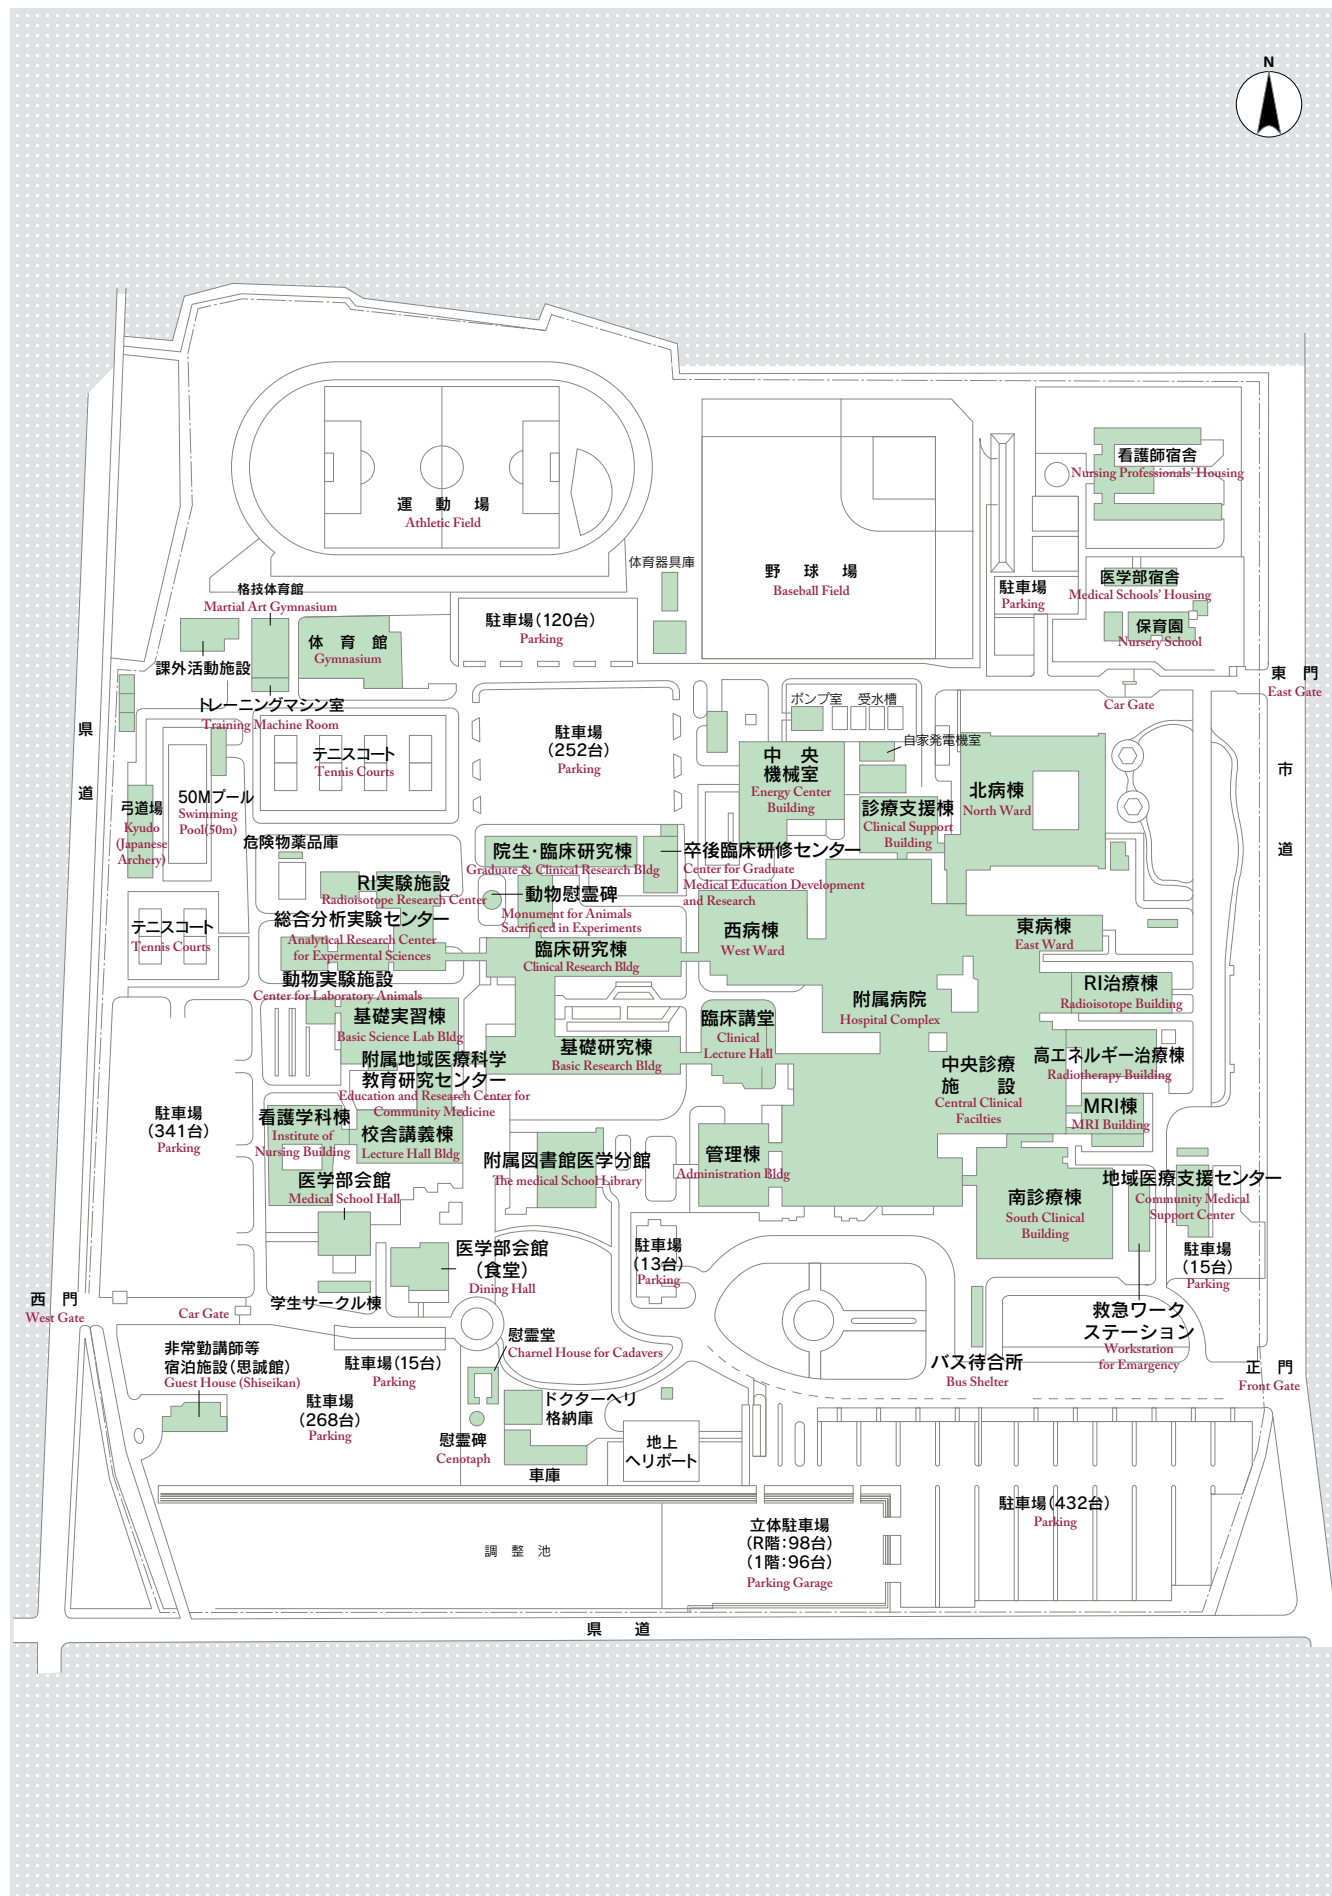 N
看護師宿舎
Nursing Professionals' Housing
運 動 場
Athletic Field
体育器具庫
野 球 場
Baseball Field
駐車場
Parking
医学部宿舎
Medical Schools' Housing
保育園
Nursery School
格技体育館
Martial Art Gymnasium
駐車場(120台)
Parking
体 育 館
Gymnasium
課外活動施設
東 門
East Gate
トレーニングマシン室
Training Machine Room
ポンプ室
受水槽
Car Gate
県
道
テニスコート
Tennis Courts
駐車場
(252台)
Parking
自家発電機室
中 央
機械室
Energy Center
Building
市
道
北病棟
North Ward
弓道場
Kyudo
(Japanese
Archery)
50Mプール
Swimming
Pool(50m)
診療支援棟
Clinical Support
Building
危険物薬品庫
院生・臨床研究棟
Graduate & Clinical Research Bldg
卒後臨床研修センター
Center for Graduate
Medical Education Development
and Research
RI実験施設
Radioisotope Research Center
動物慰霊碑
Monument for Animals
Sacrificed in Experiments
テニスコート
Tennis Courts
総合分析実験センター
Analytical Research Center
for Expermental Sciences
西病棟
West Ward
東病棟
East Ward
臨床研究棟
Clinical Research Bldg
動物実験施設
Center for Laboratory Animals
RI治療棟
Radioisotope Building
基礎実習棟
Basic Science Lab Bldg
臨床講堂
Clinical
Lecture Hall
附属病院
Hospital Complex
基礎研究棟
Basic Research Bldg
附属地域医療科学
教育研究センター
Education and Research Center for
Community Medicine
中央診療
施 設
Central Clinical
Facilties
高エネルギー治療棟
Radiotherapy Building
駐車場
(341台)
Parking
看護学科棟
Institute of
Nursing Building
校舎講義棟
Lecture Hall Bldg
MRI棟
MRI Building
附属図書館医学分館
The medical School Library
管理棟
Administration Bldg
医学部会館
Medical School Hall
南診療棟
South Clinical
Building
地域医療支援センター
Community Medical
Support Center
医学部会館
(食堂)
Dining Hall
駐車場
(13台)
Parking
駐車場
(15台)
Parking
西 門
West Gate
Car Gate
学生サークル棟
救急ワーク
ステーション
Workstation
for Emargency
非常勤講師等
宿泊施設(思誠館)
Guest House (Shiseikan)
駐車場(15台)
Parking
慰霊堂
Charnel House for Cadavers
バス待合所
Bus Shelter
正 門
Front Gate
駐車場
(268台)
Parking
ドクターヘリ
格納庫
慰霊碑
Cenotaph
地上
ヘリポート
車庫
駐車場(432台)
Parking
調 整 池
立体駐車場
(R階:98台)
(1階:96台)
Parking Garage
県 道